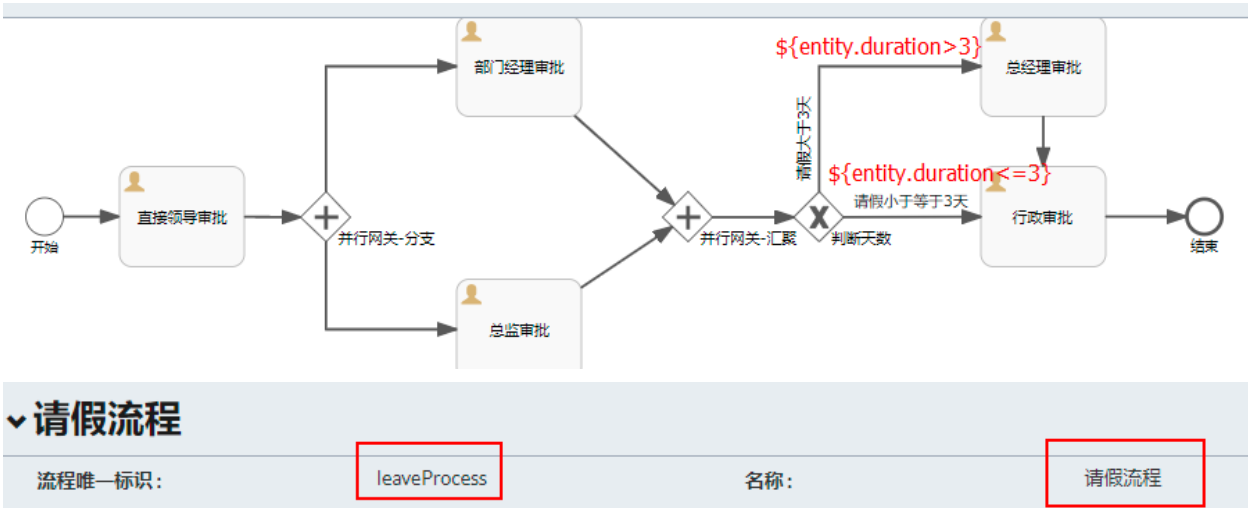 部门经理审批
${entity.duration>3}
总经理审批
请假大于3天
${entity.duration<=3}
请假小于等于3天
开始
直接领导审批
并行网关-分支
并行网关-汇聚
判断天数
行政审批
结束
总监审批
请假流程
流程唯一标识：
leaveProcess
名称：
请假流程